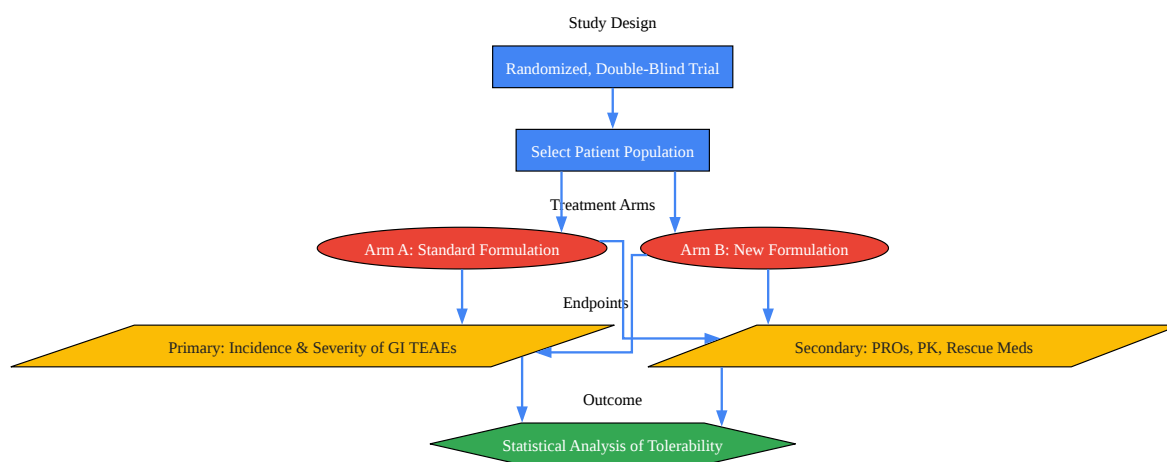 Study Design
Randomized, Double-Blind Trial
Select Patient Population
Treatment Arms
Arm A: Standard Formulation
Arm B: New Formulation
Endpoints
Primary: Incidence & Severity of GI TEAEs
Secondary: PROs, PK, Rescue Meds
Outcome
Statistical Analysis of Tolerability